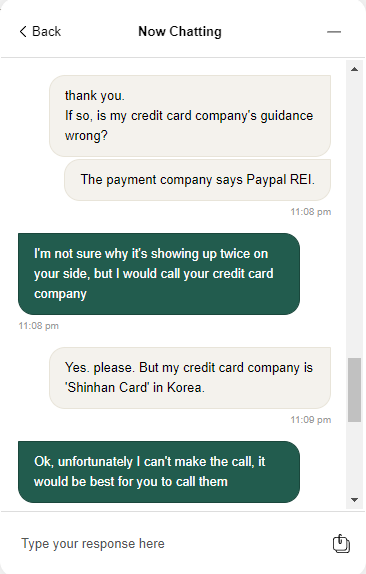 Back
Now Chatting
thank you.
If so, is my credit card company's guidance
wrong?
The payment company says Paypal REI.
11:08 pm
I'm not sure why it's showing up twice on
your side, but I would call your credit card
company
11:08 pm
Yes. please. But my credit card company is
'Shinhan Card' in Korea.
11:09 pm
Ok, unfortunately I can't make the call, it
would be best for you to call them
Type your response here